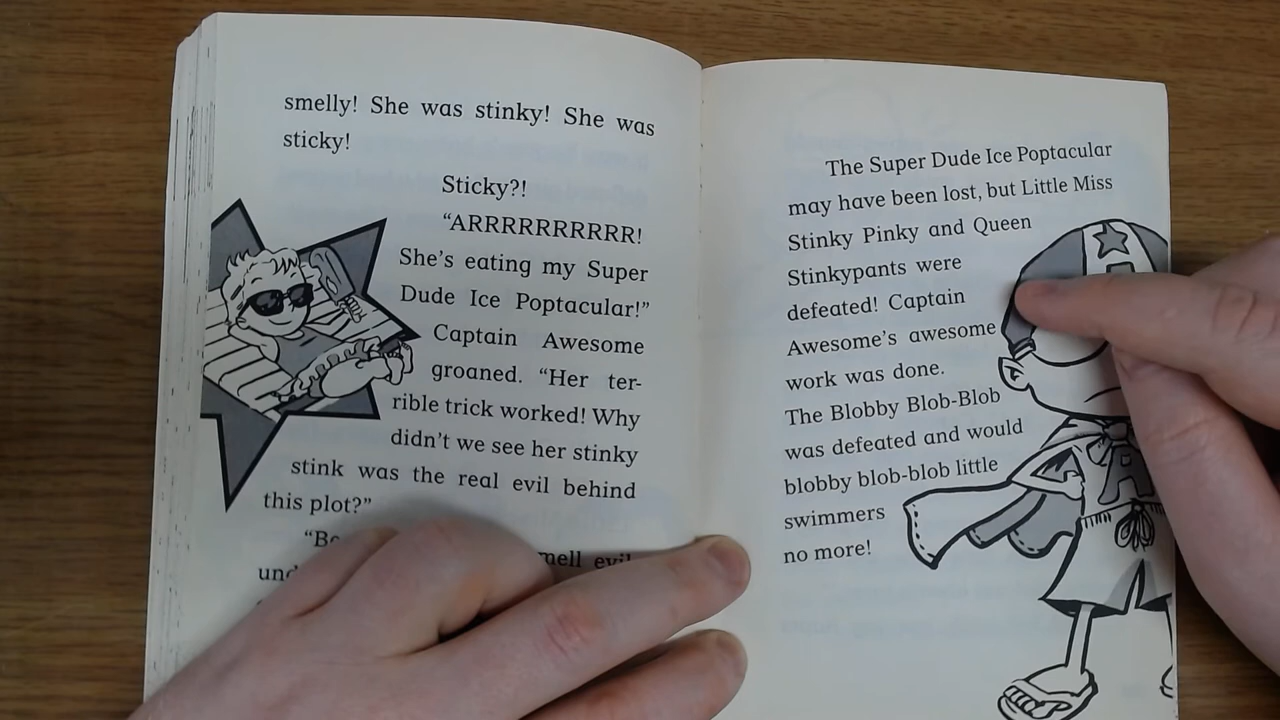 smelly! She was stinky! She was
sticky!
Sticky?!
“ARRRRRRRRRR!
She’s eating my Super
Dude Ice Poptacular!”
Captain Awesome
groaned. “Her ter-
rible trick worked! Why
didn’t we see her stinky
stink was the real evil behind
this plot?”
evil
The Super Dude Ice Poptacular
may have been lost, but Little Miss
Stinky Pinky and Queen
Stinkypants were
defeated! Captain
Awesome’s awesome
work was done.
The Blobby Blob-Blob
was defeated and would
blobby blob-blob little
swimmers
no more!